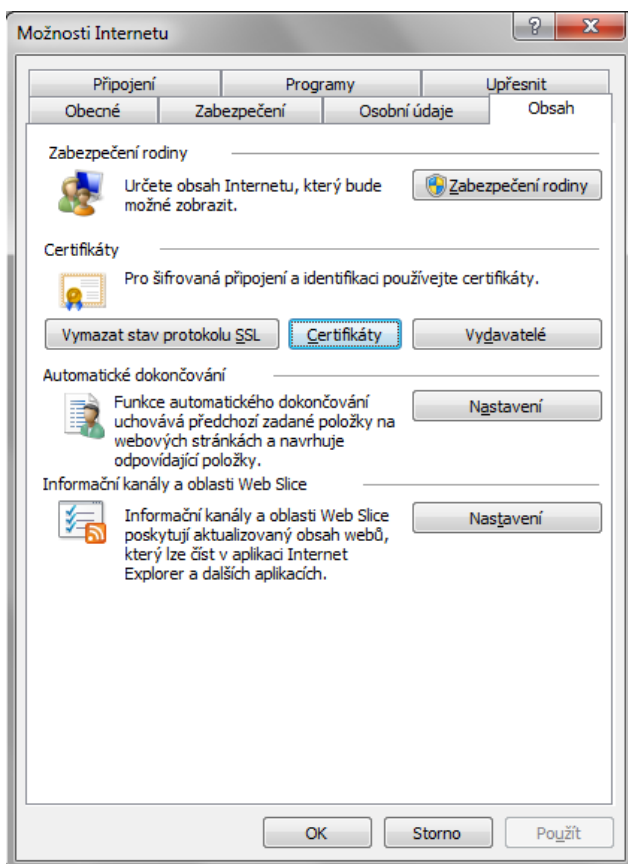 Možnosti Internetu
Připojení Programy Upřesnit
Obecné Zabezpečení Osobní údaje Obsah
Zabezpečení rodiny
Určete obsah Internetu, který bude
možné zobrazit.
Zabezpečení rodiny
Certifikáty
Pro šifrovaná připojení a identifikaci používejte certifikáty.
Vymazat stav protokolu SSL Certifikáty Vydavatelé
Automatické dokončování
Funkce automatického dokončování
uchovává předchozí zadané položky na
webových stránkách a navrhuje
odpovídající položky.
Nastavení
Informační kanály a oblasti Web Slice
Informační kanály a oblasti Web Slice
poskytují aktualizovaný obsah webů,
který lze číst v aplikaci Internet
Explorer a dalších aplikacích.
Nastavení
OK Storno Použít